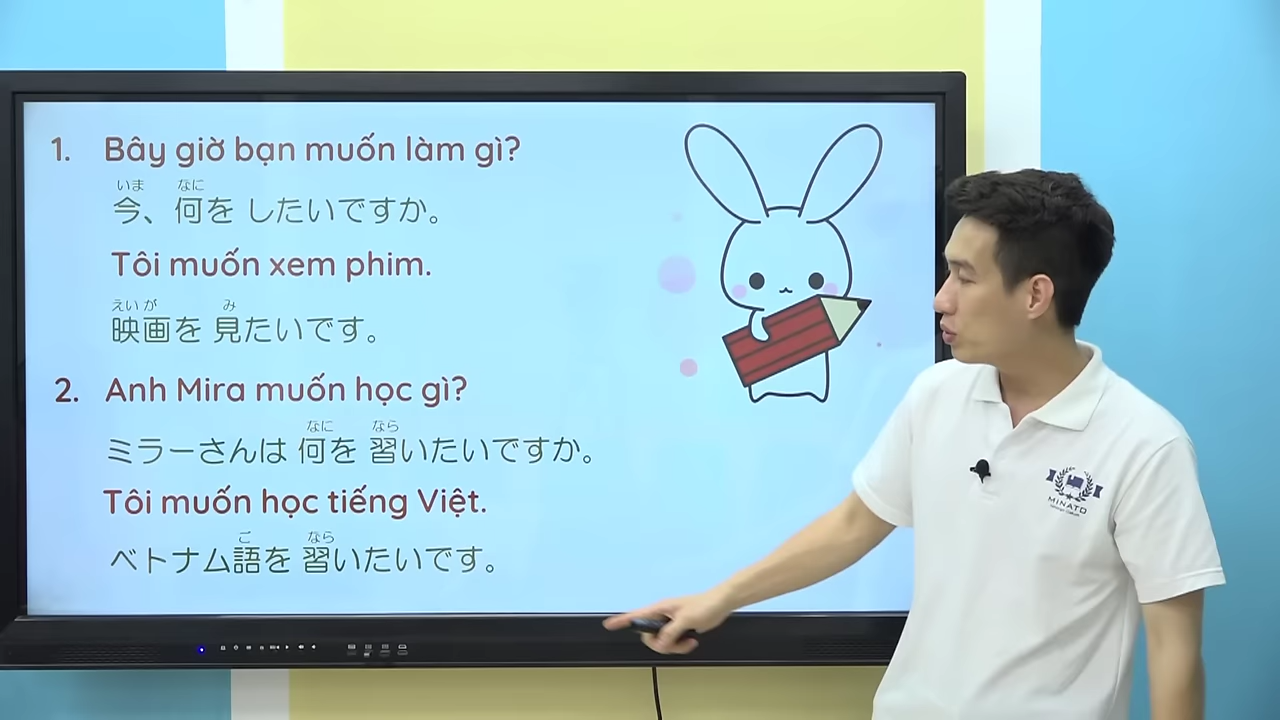 1. Bây giờ bạn muốn làm gì?
いま なに
今、何を したいですか。
Tôi muốn xem phim.
えいが み
映画を 見たいです。
2. Anh Mira muốn học gì?
なに なら
ミラーさんは 何を 習いたいですか。
Tôi muốn học tiếng Việt.
ご なら
ベトナム語を 習いたいです。
MINATO